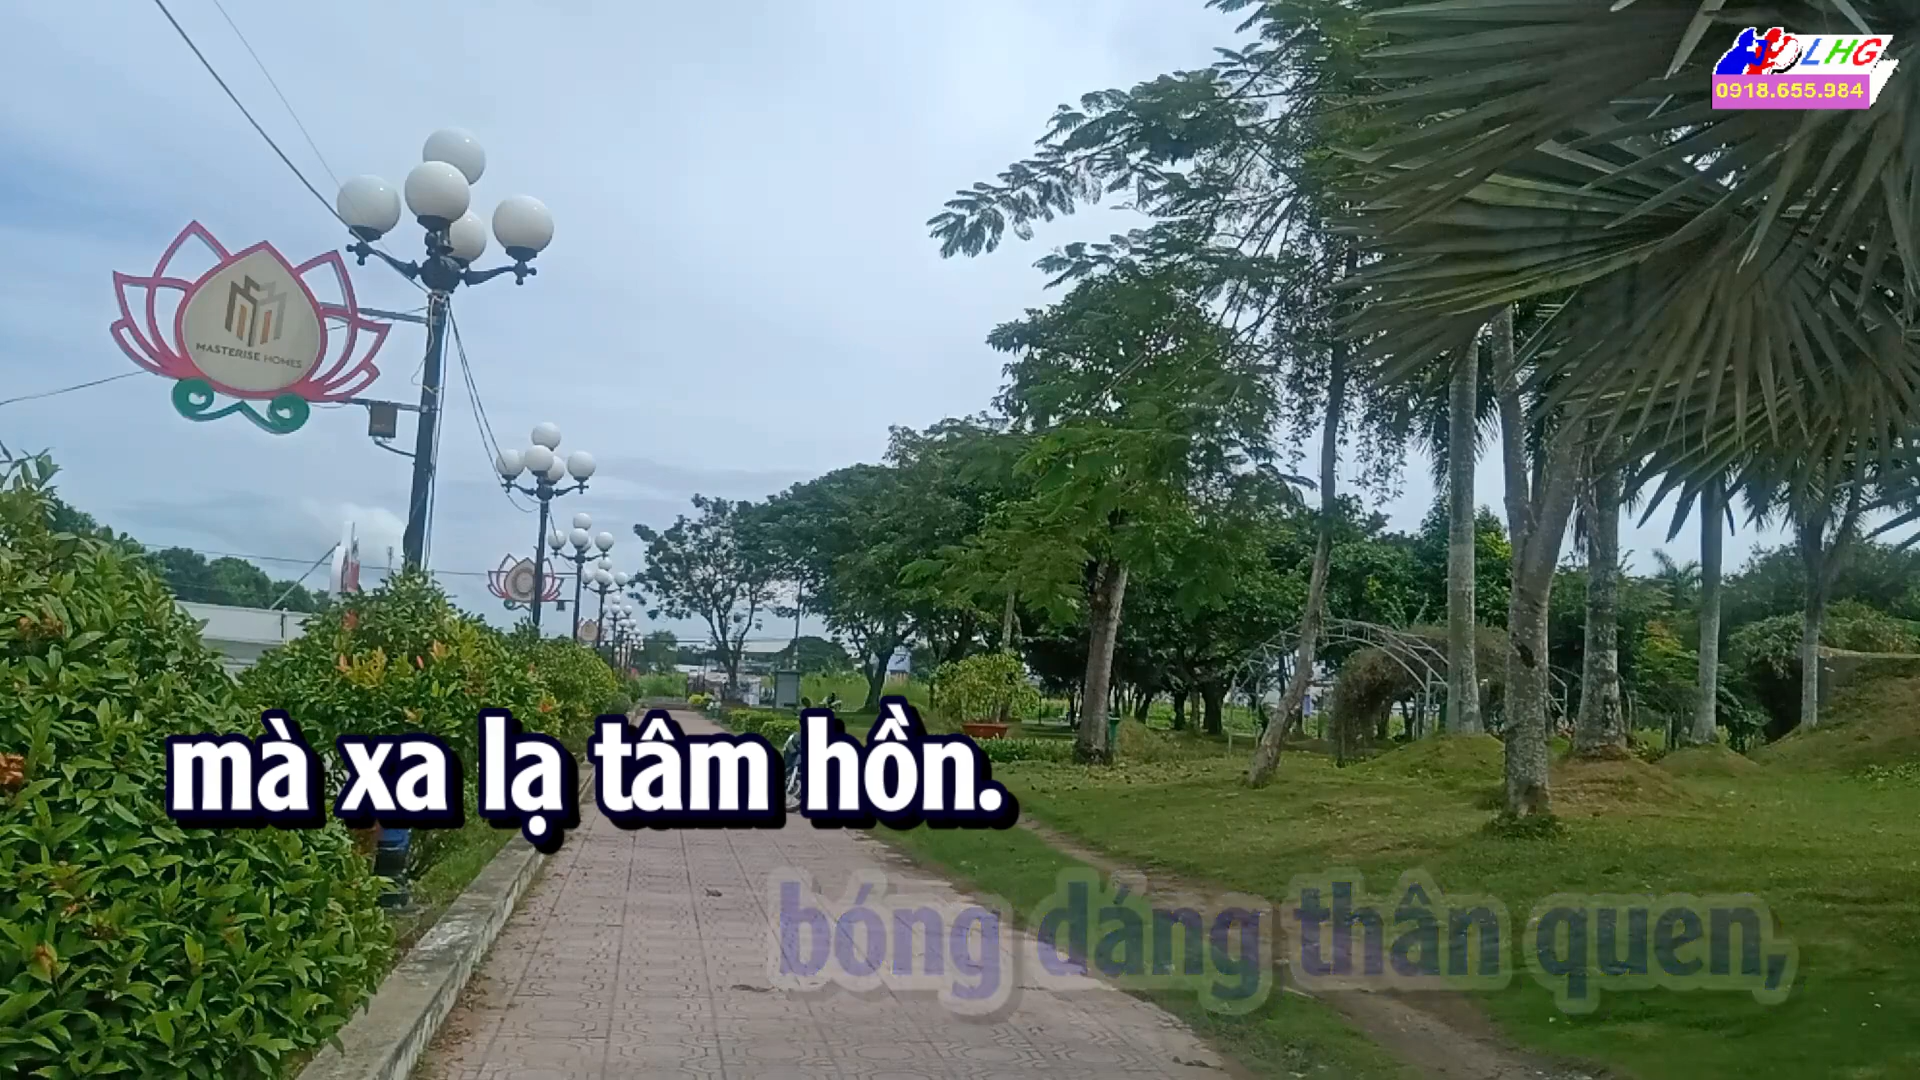 LHG
0918.655.984
MASTERISE HOMES
mà xa lạ tâm hồn.
bóng dáng thân quen,